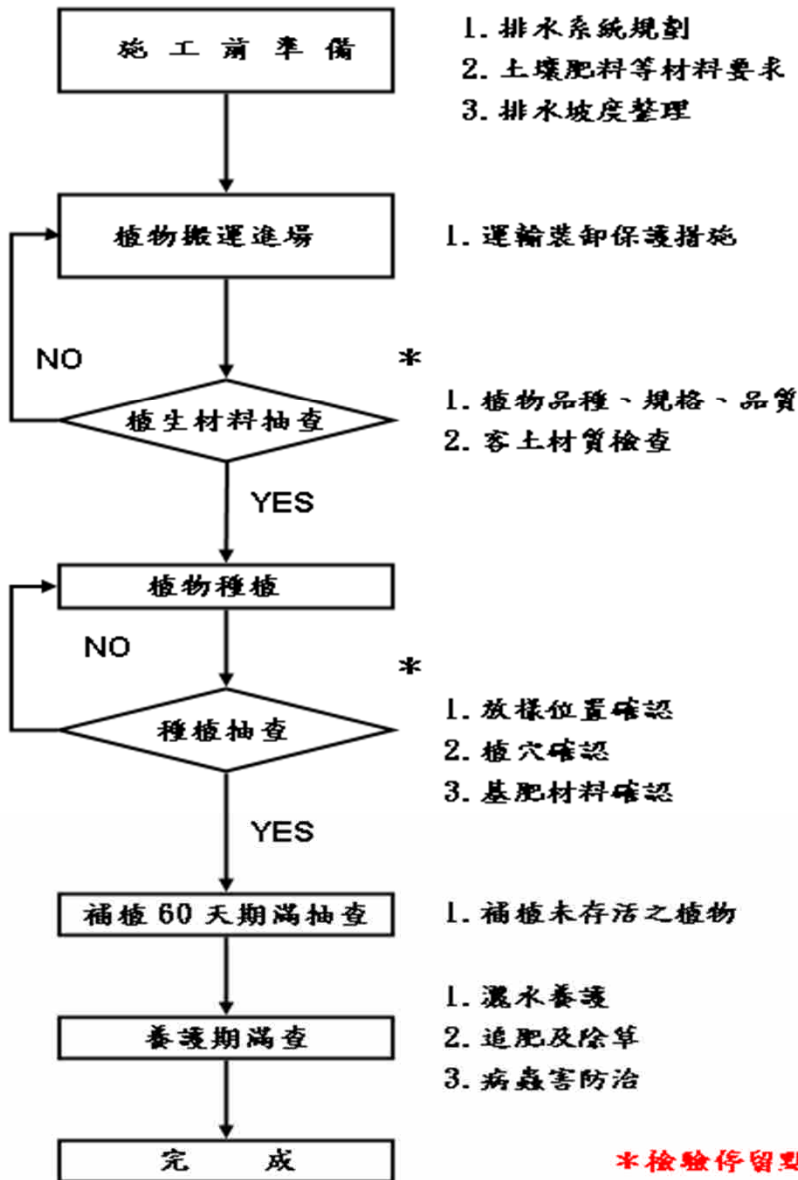 施工前準備
1. 排水系統規劃
2. 土壤肥料等材料要求
3. 排水坡度整理
植物搬運進場
1. 運輸裝卸保護措施
NO
*
植生材料抽查
1. 植物品種、規格、品質
2. 客土材質檢查
YES
植物種植
NO
*
種植抽查
1. 放樣位置確認
2. 植穴確認
3. 基肥材料確認
YES
補植60天期滿抽查
1. 補植未存活之植物
養護期滿查
1. 灑水養護
2. 追肥及除草
3. 病蟲害防治
完成
*檢驗停留點